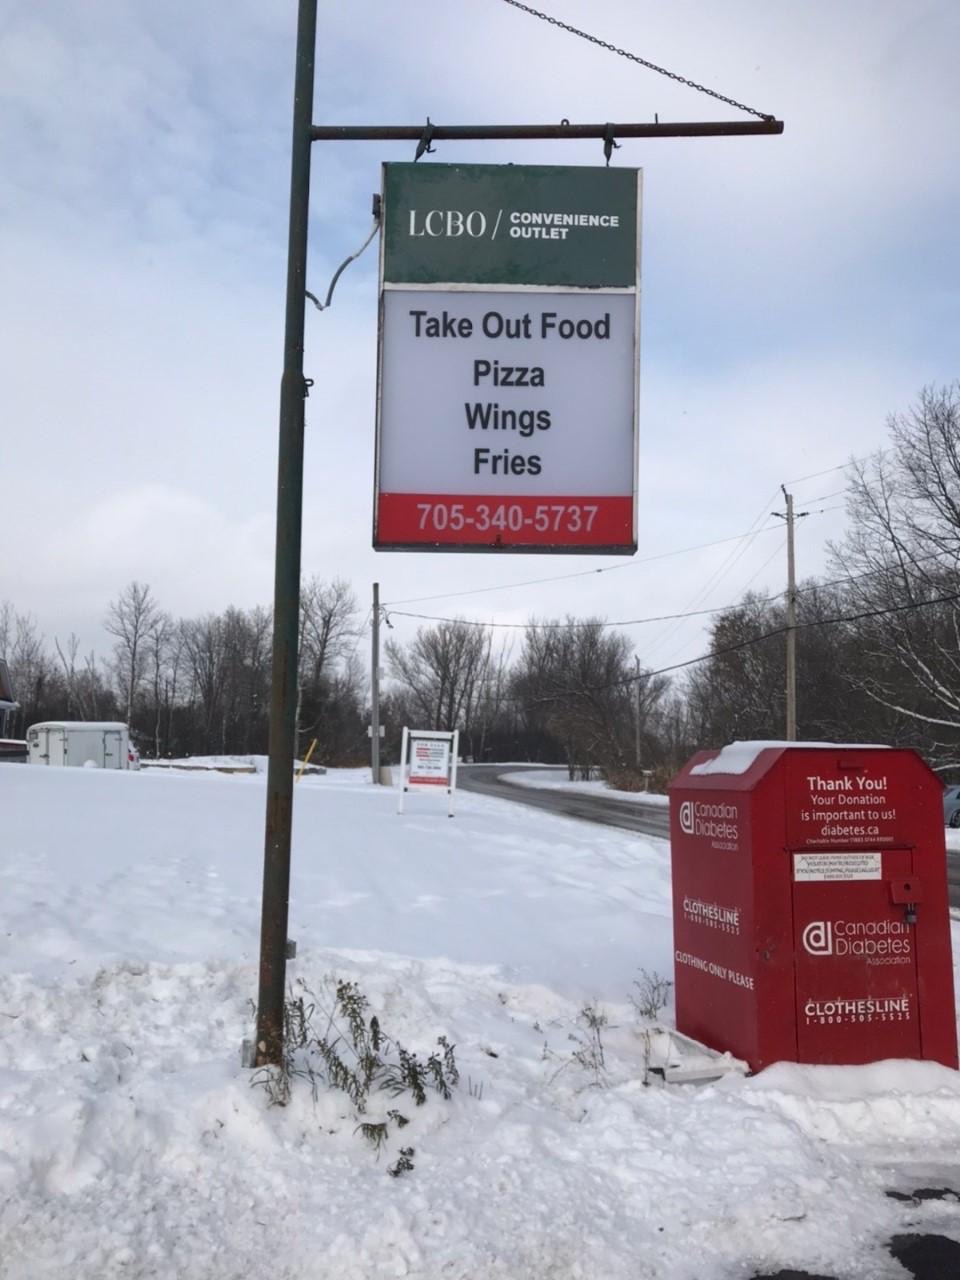 LCBO / CONVENIENCE
OUTLET
Take Out Food
Pizza
Wings
Fries
705-340-5737
Canadian
Diabetes
Association
CLOTHESLINE
1-800-505-5525
CLOTHING ONLY PLEASE
Thank You!
Your Donation
is important to us!
diabetes.ca
Canadian
Diabetes
Association
CLOTHESLINE
1-800-505-5525